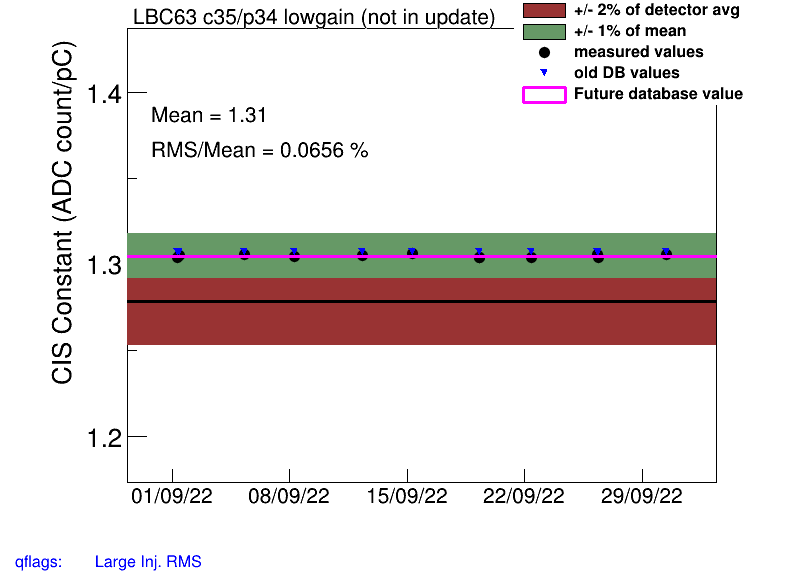 LBC63 c35/p34 lowgain (not in update)
+/- 2% of detector avg
+/- 1% of mean
measured values
old DB values
Future database value
Mean = 1.31
RMS/Mean = 0.0656 %
CIS Constant (ADC count/pC)
1.4
1.3
1.2
01/09/22 08/09/22 15/09/22 22/09/22 29/09/22
qflags: Large Inj. RMS